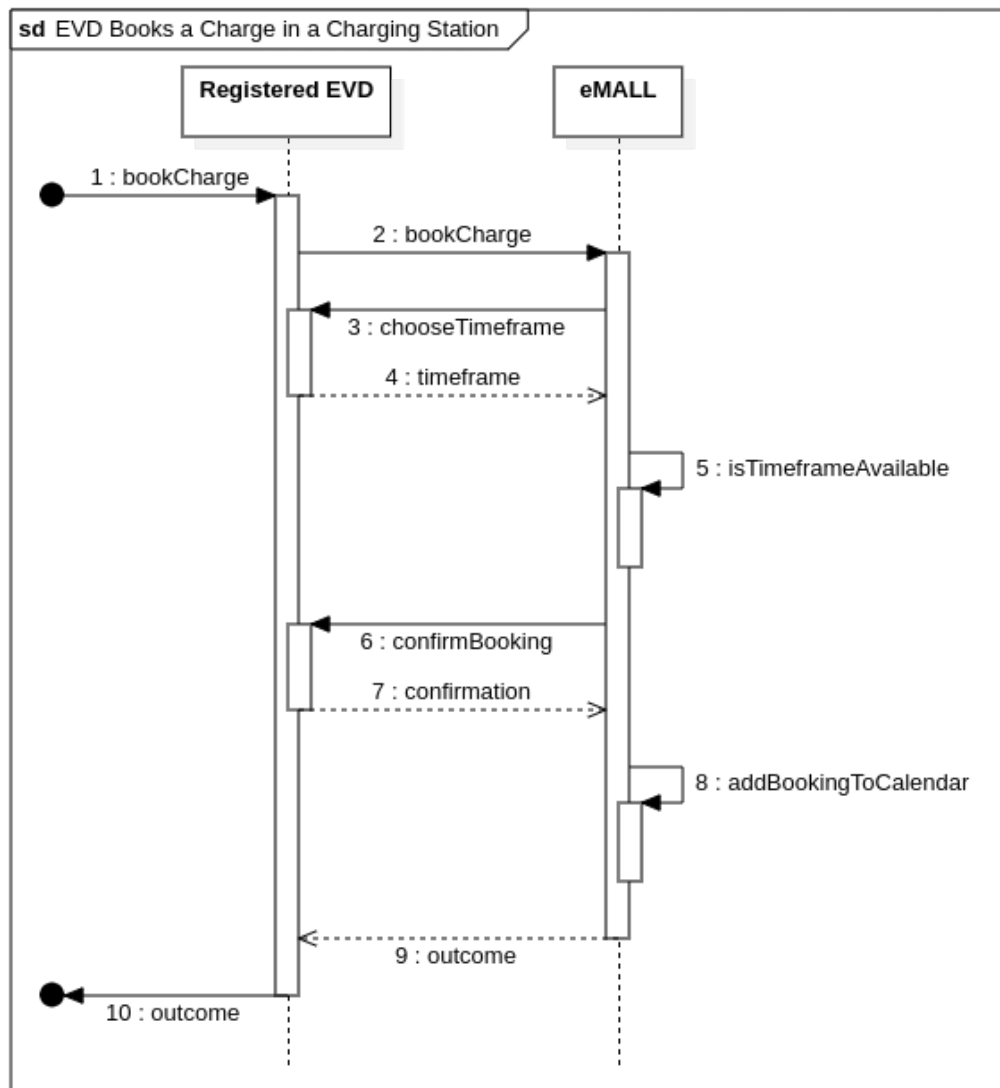 sd EVD Books a Charge in a Charging Station
Registered EVD
eMALL
1 : bookCharge
2 : bookCharge
3 : chooseTimeframe
4 : timeframe
5 : isTimeframeAvailable
6 : confirmBooking
7 : confirmation
8 : addBookingToCalendar
9 : outcome
10 : outcome